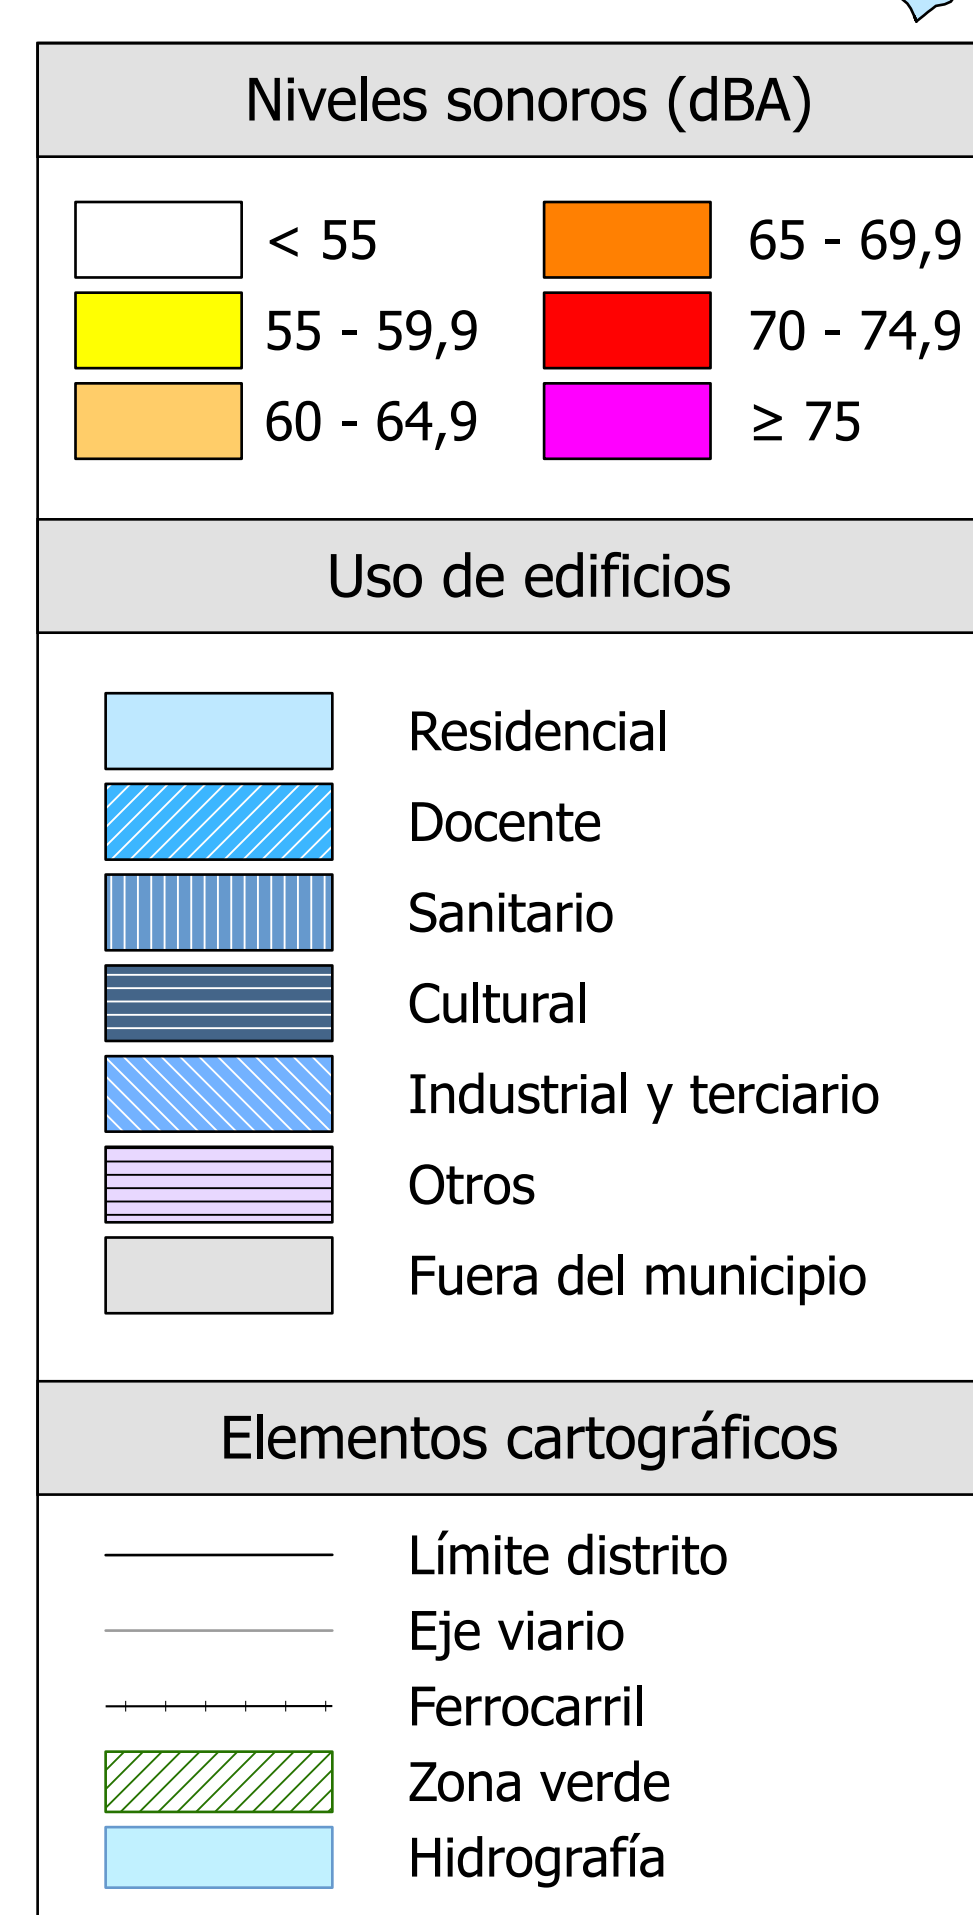 Niveles sonoros (dBA)
< 55
65 - 69,9
55 - 59,9
70 - 74,9
60 - 64,9
≥ 75
Uso de edificios
Residencial
Docente
Sanitario
Cultural
Industrial y terciario
Otros
Fuera del municipio
Elementos cartográficos
Límite distrito
Eje viario
Ferrocarril
Zona verde
Hidrografía